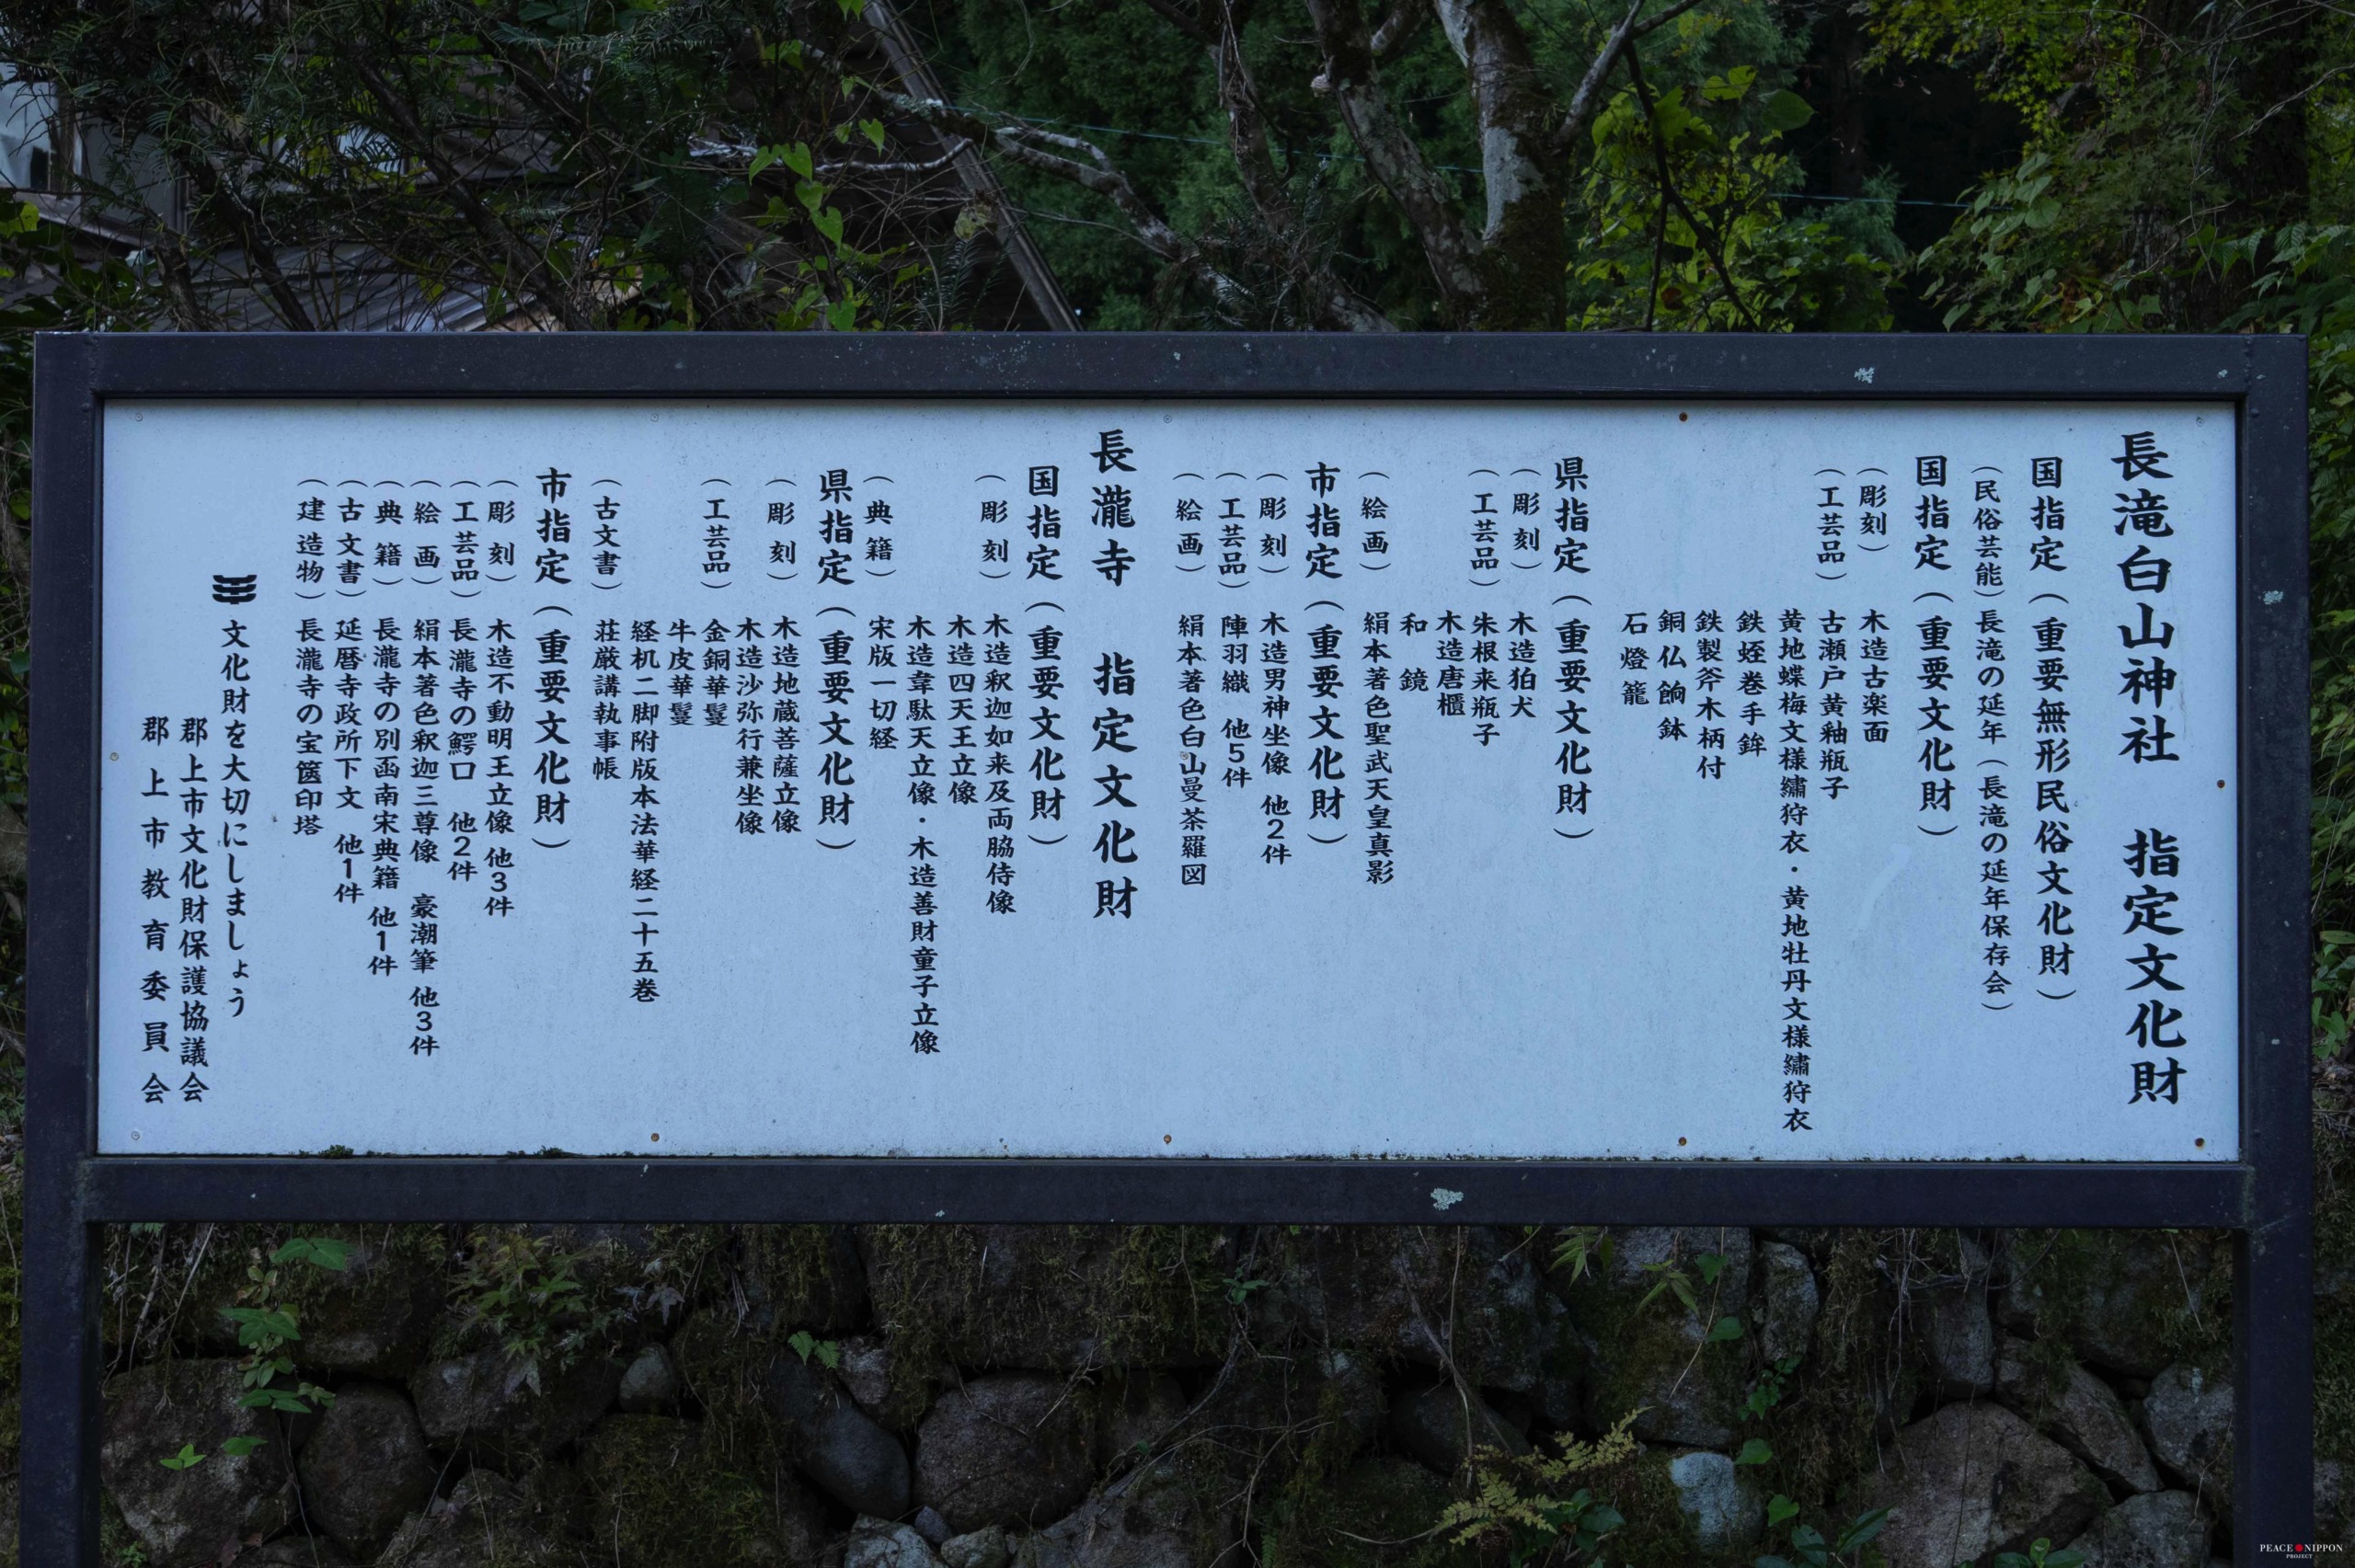 長滝白山神社　指定文化財
国指定（重要無形民俗文化財）
（民俗芸能）長滝の延年（長滝の延年保存会）
国指定（重要文化財）
（彫刻）　木造古楽面
（工芸品）　古瀬戸黄釉瓶子
黄地蝶梅文様繡狩衣・黄地牡丹文様繡狩衣
鉄蛭巻手鉾
鉄製斧木柄付
銅仏餉鉢
石燈籠
県指定（重要文化財）
（彫刻）　木造狛犬
（工芸品）　朱根来瓶子
木造唐櫃
和　鏡
（絵画）　絹本著色聖武天皇真影
市指定（重要文化財）
（彫刻）　木造男神坐像　他2件
（工芸品）　陣羽織　他5件
（絵画）　絹本著色白山曼荼羅図
長瀧寺　指定文化財
国指定（重要文化財）
（彫刻）　木造釈迦如来及両脇侍像
木造四天王立像
木造韋駄天立像・木造善財童子立像
（典籍）　宋版一切経
県指定（重要文化財）
（彫刻）　木造地蔵菩薩立像
木造沙弥行兼坐像
（工芸品）　金銅華鬘
牛皮華鬘
経机二脚附版本法華経二十五巻
（古文書）　荘厳講執事帳
市指定（重要文化財）
（彫刻）　木造不動明王立像　他3件
（工芸品）　長瀧寺の鰐口　他2件
（絵画）　絹本著色釈迦三尊像　豪潮筆　他3件
（典籍）　長瀧寺の別函南宋典籍　他1件
（古文書）　延暦寺政所下文　他1件
（建造物）　長瀧寺の宝篋印塔
文化財を大切にしましょう
郡上市文化財保護協議会
郡上市教育委員会
PEACE NIPPON
PROJECT